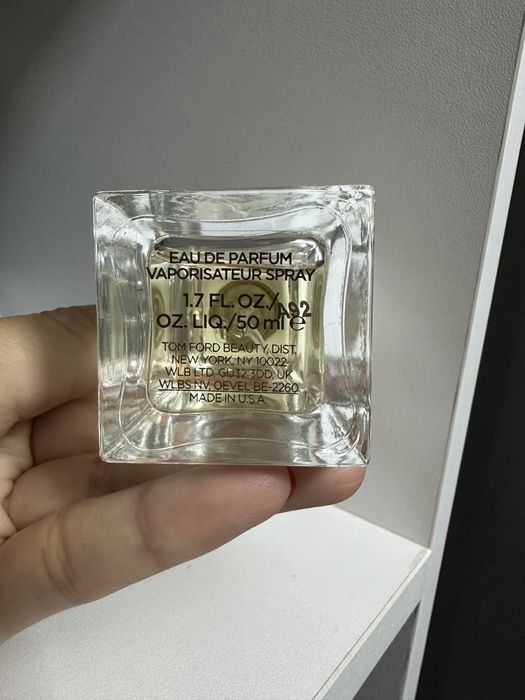 EAU DE PARFUM
VAPORISATEUR SPRAY
1.7 FL. OZ./
A92
OZ. LIQ./50 ml e
TOM FORD BEAUTY, DIST.
NEW YORK, NY 10022
WLB LTD, GU32 3DD, UK
WLBS NV, OEVEL BE-2260
MADE IN U.S.A.